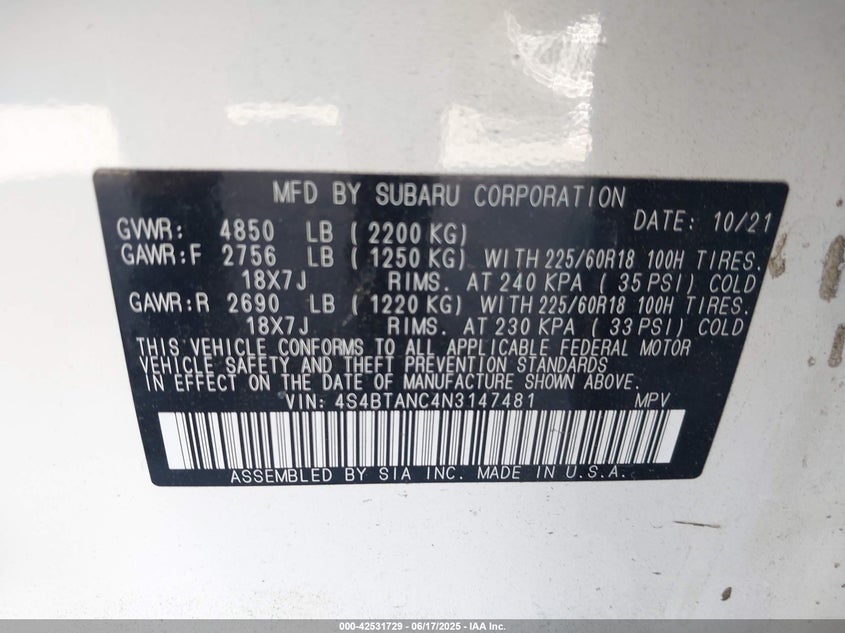 MFD BY SUBARU CORPORATION
DATE: 10/21
GVWR: 4850 LB ( 2200 KG)
GAWR:F 2756 LB ( 1250 KG) WITH 225/60R18 100H TIRES.
18X7J RIMS. AT 240 KPA ( 35 PSI) COLD
GAWR:R 2690 LB ( 1220 KG) WITH 225/60R18 100H TIRES.
18X7J RIMS. AT 230 KPA ( 33 PSI) COLD
THIS VEHICLE CONFORMS TO ALL APPLICABLE FEDERAL MOTOR
VEHICLE SAFETY AND THEFT PREVENTION STANDARDS
IN EFFECT ON THE DATE OF MANUFACTURE SHOWN ABOVE.
VIN: 4S4BTANC4N3147481 MPV
ASSEMBLED BY SIA INC. MADE IN U.S.A.
000-42531729 - 06/17/2025 - IAA Inc.